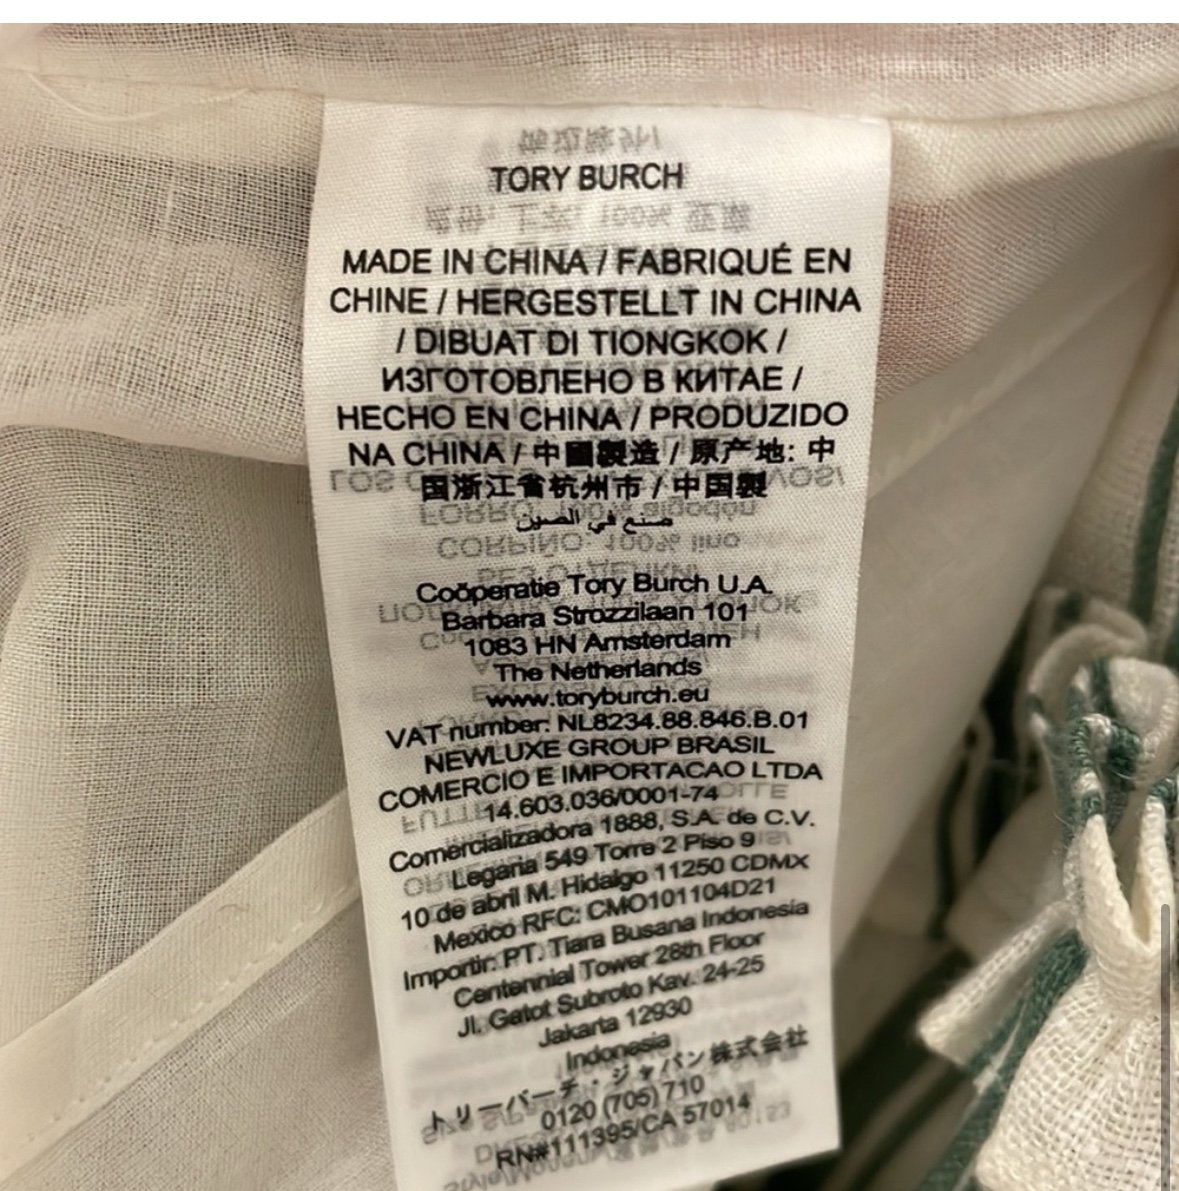 TORY BURCH
MADE IN CHINA / FABRIQUÉ EN
CHINE / HERGESTELLT IN CHINA
/ DIBUAT DI TIONGKOK /
ИЗГОТОВЛЕНО В КИТАЕ /
HECHO EN CHINA / PRODUZIDO
NA CHINA / 中國製造 / 原产地: 中
国浙江省杭州市 / 中国製
صنع في الصين
Coöperatie Tory Burch U.A.
Barbara Strozzilaan 101
1083 HN Amsterdam
The Netherlands
www.toryburch.eu
VAT number: NL8234.88.846.B.01
NEWLUXE GROUP BRASIL
COMERCIO E IMPORTACAO LTDA
14.603.036/0001-74
Comercializadora 1888, S.A. de C.V.
Legaria 549 Torre 2 Piso 9
10 de abril M. Hidalgo 11250 CDMX
Mexico RFC: CMO101104D21
Importir: PT. Tiara Busana Indonesia
Centennial Tower 28th Floor
Jl. Gatot Subroto Kav. 24-25
Jakarta 12930
Indonesia
トリーバーチ・ジャパン株式会社
0120 (705) 710
RN#111395/CA 57014